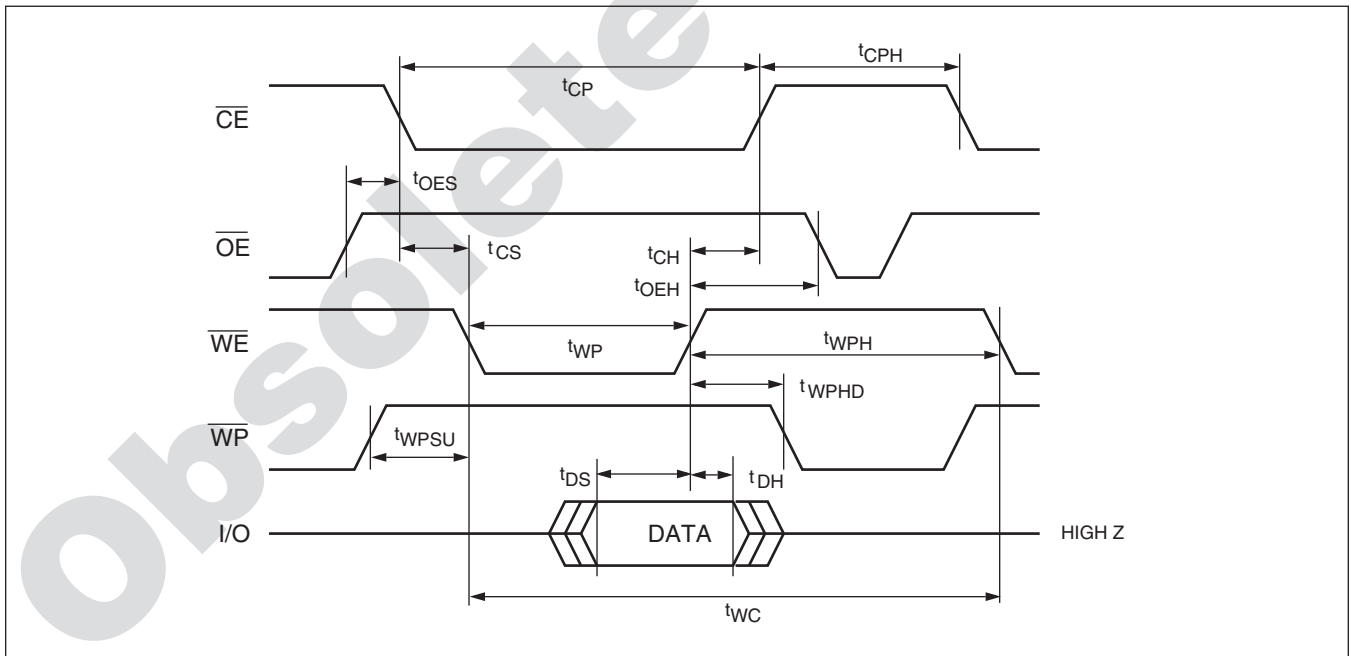 Obsolete
tCPH
tCP
CE
tOES
OE
tCS
tCH
tOEH
WE
tWP
tWPH
tWPHD
WP
tWPSU
tDS
tDH
I/O
DATA
HIGH Z
tWC